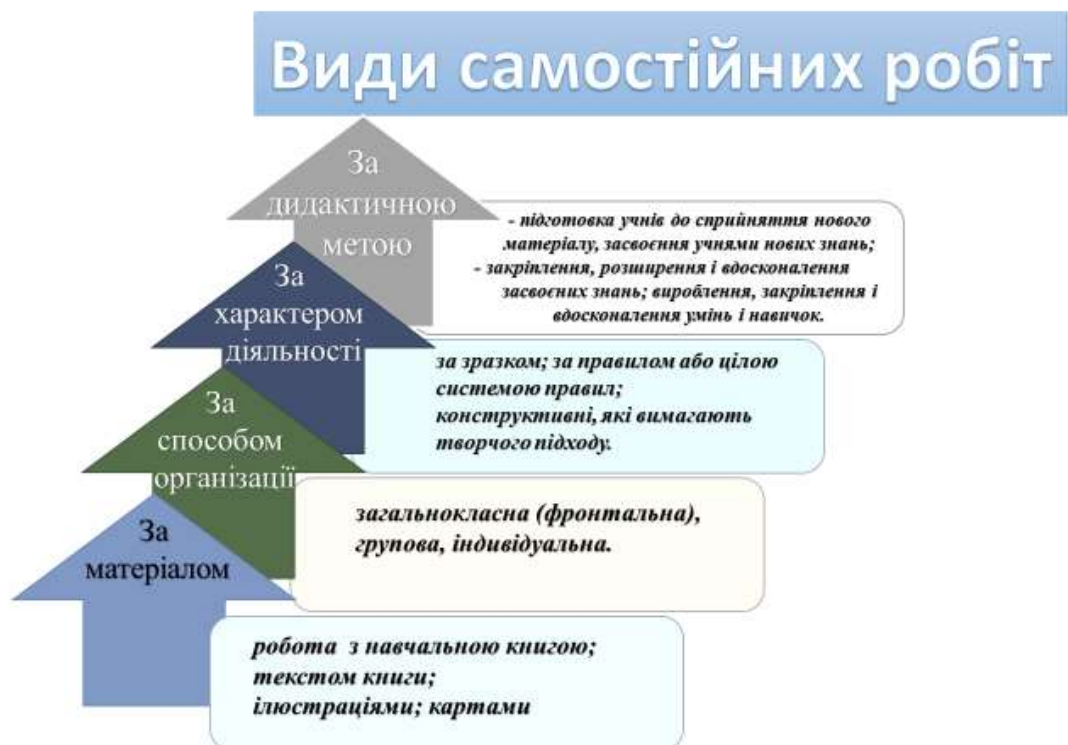 Види самостійних робіт
За
дидактичною
метою
- підготовка учнів до сприйняття нового
матеріалу, засвоєння учнями нових знань;
- закріплення, розширення і вдосконалення
засвоєних знань; вироблення, закріплення і
вдосконалення умінь і навичок.
За
характером
діяльності
за зразком; за правилом або цілою
системою правил;
конструктивні, які вимагають
творчого підходу.
За
способом
організації
загальнокласна (фронтальна),
групова, індивідуальна.
За
матеріалом
робота з навчальною книгою;
текстом книги;
ілюстраціями; картами